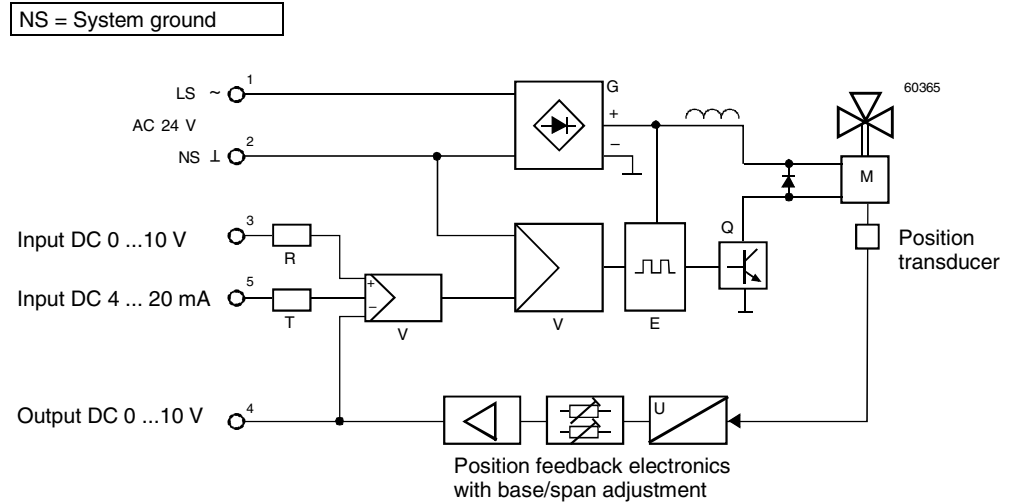 NS = System ground
LS ~ 1
G
60365
AC 24 V
+
NS ⊥ 2
−
M
Input DC 0 ...10 V 3
R
Q
Position
transducer
Input DC 4 ... 20 mA 5
+
−
T
V
V
E
Output DC 0 ...10 V 4
U
Position feedback electronics
with base/span adjustment